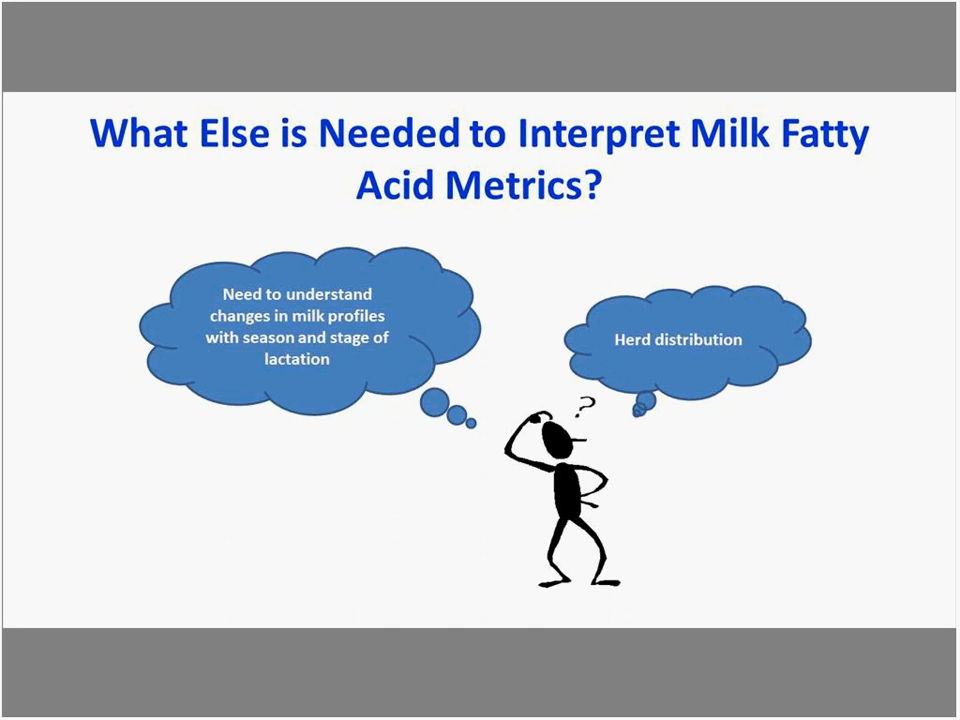 What Else is Needed to Interpret Milk Fatty
Acid Metrics?
Need to understand
changes in milk profiles
with season and stage of
lactation
Herd distribution
?